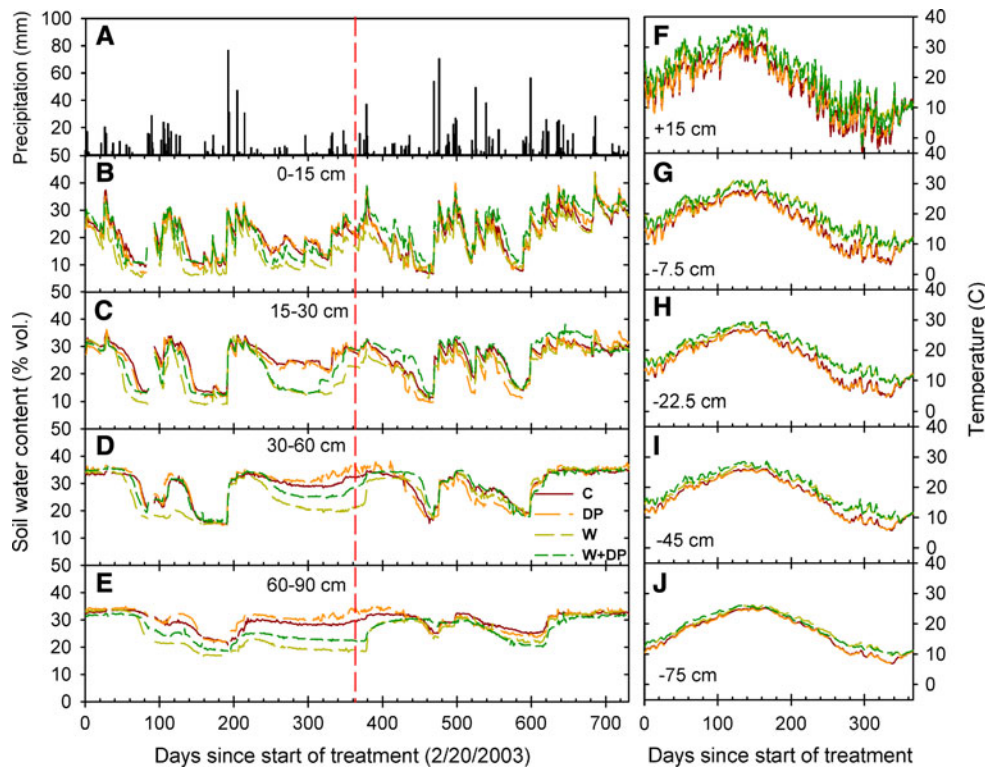 A
Precipitation (mm)
100
80
60
40
20
50
B
0-15 cm
40
30
20
10
50
C
15-30 cm
40
30
20
10
50
D
30-60 cm
40
30
20
10
C
DP
W
W+DP
50
E
60-90 cm
40
30
20
10
0
Soil water content (% vol.)
0 100 200 300 400 500 600 700
Days since start of treatment (2/20/2003)
F
+15 cm
40
30
20
10
0
40
G
-7.5 cm
30
20
10
0
40
H
-22.5 cm
30
20
10
0
40
I
-45 cm
30
20
10
0
40
J
-75 cm
30
20
10
0
Temperature (C)
0 100 200 300
Days since start of treatment